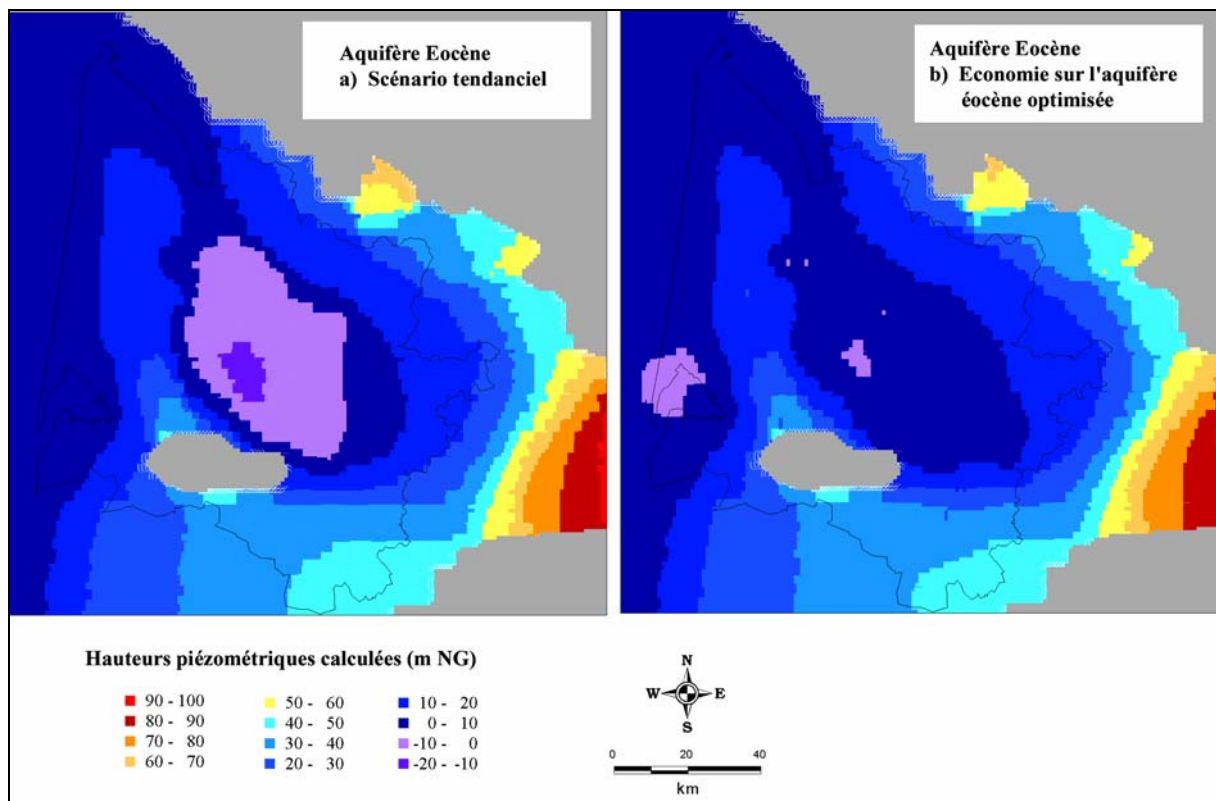 Aquifère Eocène
a) Scénario tendanciel
Aquifère Eocène
b) Economie sur l'aquifère
éocène optimisée
Hauteurs piézométriques calculées (m NG)
90 - 100
80 - 90
70 - 80
60 - 70
50 - 60
40 - 50
30 - 40
20 - 30
10 - 20
0 - 10
-10 - 0
-20 - -10
N
W E
S
0 20 40
km